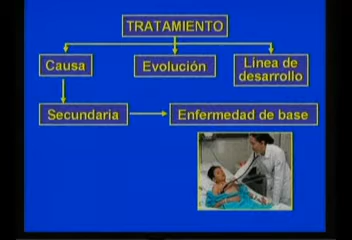 TRATAMIENTO
Causa
Evolución
Línea de
desarrollo
Secundaria
Enfermedad de base